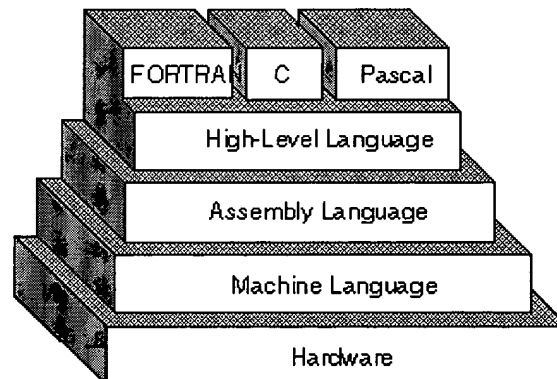 FORTRAN C Pascal
High-Level Language
Assembly Language
Machine Language
Hardware